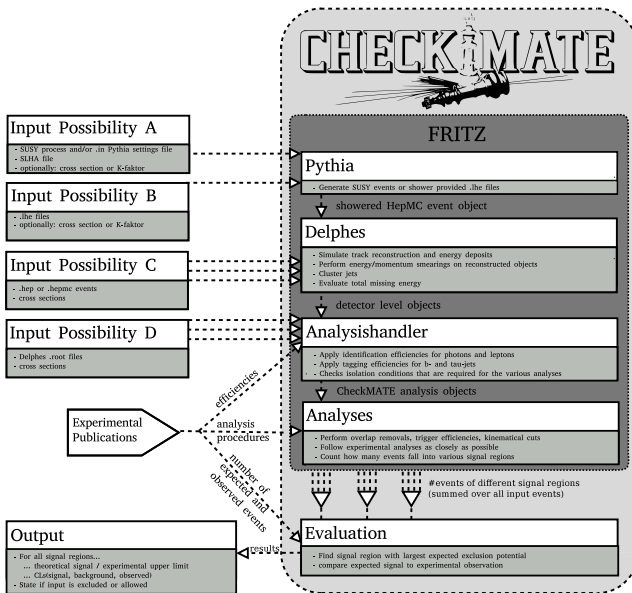 CHECKMATE
FRITZ
Input Possibility A
- SUSY process and/or .in Pythia settings file
- SLHA file
- optionally: cross section or K-faktor
Pythia
- Generate SUSY events or shower provided .lhe files
Input Possibility B
- .lhe files
- optionally: cross section or K-faktor
showered HepMC event object
Delphes
- Simulate track reconstruction and energy deposits
- Perform energy/momentum smearings on reconstructed objects
- Cluster jets
- Evaluate total missing energy
Input Possibility C
- .hep or .hepmc events
- cross sections
detector level objects
Input Possibility D
- Delphes .root files
- cross sections
Analysishandler
- Apply identification efficiencies for photons and leptons
- Apply tagging efficiencies for b- and tau-jets
- Checks isolation conditions that are required for the various analyses
CheckMATE analysis objects
Experimental
Publications
efficiencies
analysis
procedures
number of
expected and
observed events
Analyses
- Perform overlap removals, trigger efficiencies, kinematical cuts
- Follow experimental analyses as closely as possible
- Count how many events fall into various signal regions
#events of different signal regions
(summed over all input events)
Evaluation
- Find signal region with largest expected exclusion potential
- compare expected signal to experimental observation
results
Output
- For all signal regions...
... theoretical signal / experimental upper limit
... CLs(signal, background, observed)
- State if input is excluded or allowed